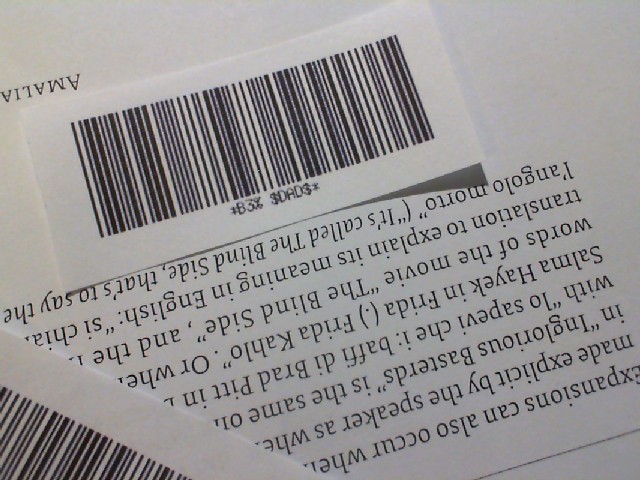 *B3% $DAD$*
Expansions can also occur when
made explicit by the speaker as whe
in "Inglorious Basterds" is the same
with "lo sapevi che i baffi di Brad Pitt in
Salma Hayek in Frida () Frida Kahlo". Or whe
words of the movie "The Blind Side", and the
translation to explain its meaning in English: "si chia
l'angolo morto" ("It's called The Blind Side, that's to say the
AMALIA